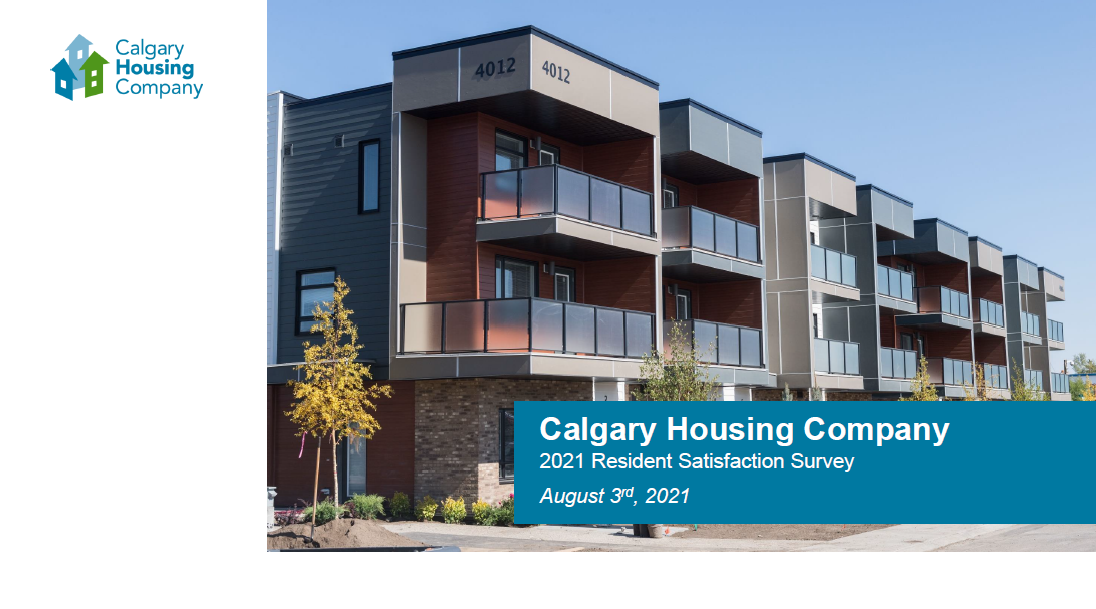 Calgary
Housing
Company
4012 4012
Calgary Housing Company
2021 Resident Satisfaction Survey
August 3rd, 2021